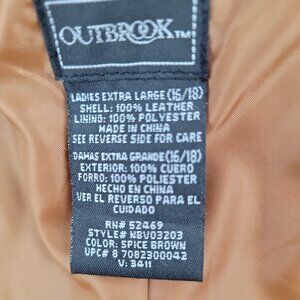 OUTBROOK™
LADIES EXTRA LARGE (16/18)
SHELL: 100% LEATHER
LINING: 100% POLYESTER
MADE IN CHINA
SEE REVERSE SIDE FOR CARE
DAMAS EXTRA GRANDE(16/18)
EXTERIOR: 100% CUERO
FORRO: 100% POLYESTER
HECHO EN CHINA
VER EL REVERSO PARA EL
CUIDADO
RN# 52469
STYLE# NBV03203
COLOR: SPICE BROWN
UPC# 8 7082300042
V: 3411